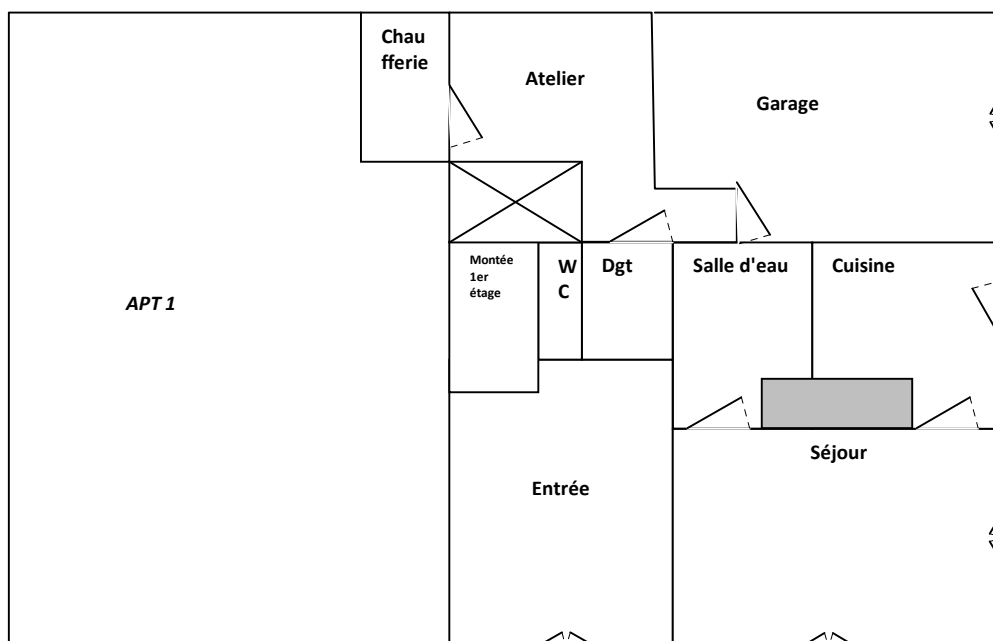 Chau
fferie
Atelier
Garage
Montée
1er
étage
W
C
Dgt
Salle d'eau
Cuisine
APT 1
Séjour
Entrée